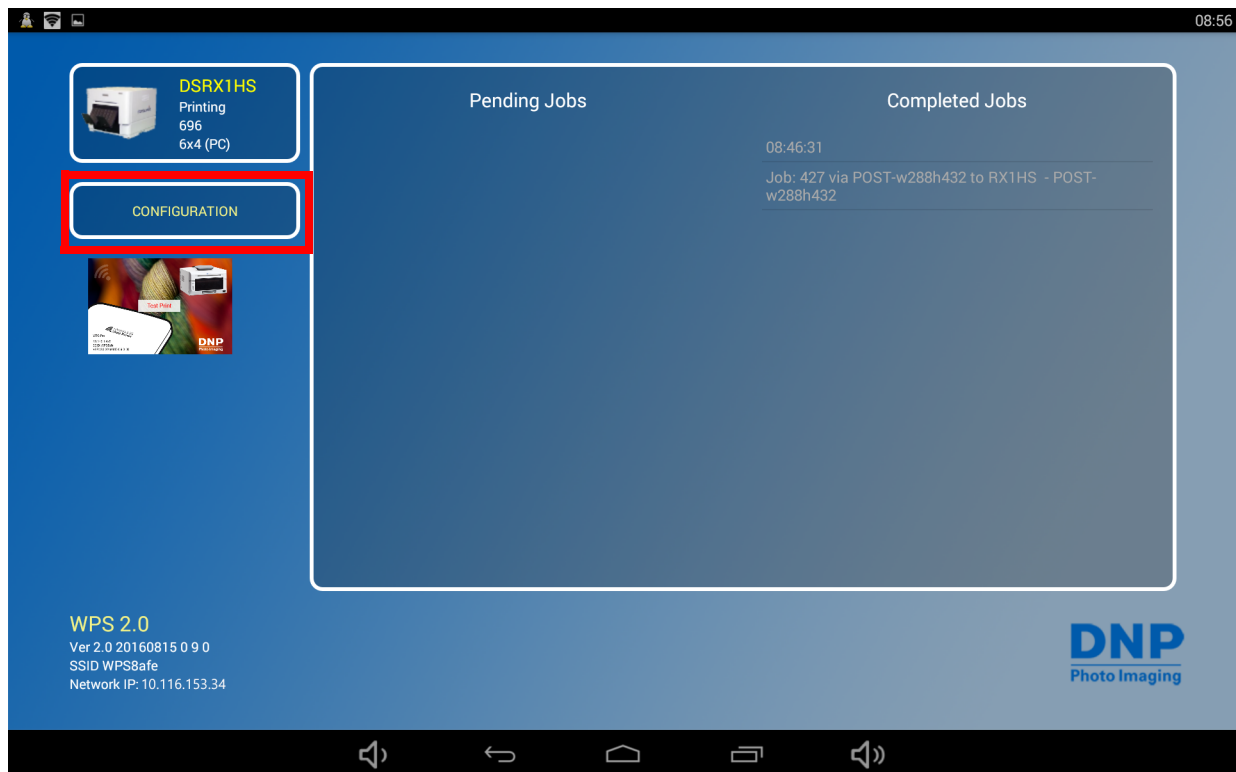 08:56
DSRX1HS
Printing
696
6x4 (PC)
CONFIGURATION
Test Print
DNP
Photo Imaging
Pending Jobs
Completed Jobs
08:46:31
Job: 427 via POST-w288h432 to RX1HS - POST-
w288h432
WPS 2.0
Ver 2.0 20160815 0 9 0
SSID WPS8afe
Network IP: 10.116.153.34
DNP
Photo Imaging